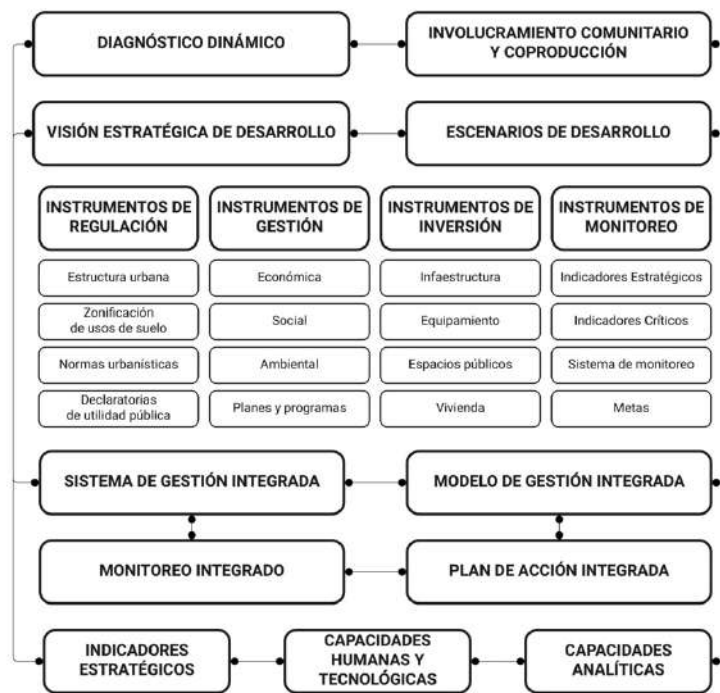 DIAGNÓSTICO DINÁMICO
INVOLUCRAMIENTO COMUNITARIO
Y COPRODUCCIÓN
VISIÓN ESTRATÉGICA DE DESARROLLO
ESCENARIOS DE DESARROLLO
INSTRUMENTOS DE
REGULACIÓN
INSTRUMENTOS DE
GESTIÓN
INSTRUMENTOS DE
INVERSIÓN
INSTRUMENTOS DE
MONITOREO
Estructura urbana
Económica
Infaestructura
Indicadores Estratégicos
Zonificación
de usos de suelo
Social
Equipamiento
Indicadores Críticos
Normas urbanísticas
Ambiental
Espacios públicos
Sistema de monitoreo
Declaratorias
de utilidad pública
Planes y programas
Vivienda
Metas
SISTEMA DE GESTIÓN INTEGRADA
MODELO DE GESTIÓN INTEGRADA
MONITOREO INTEGRADO
PLAN DE ACCIÓN INTEGRADA
INDICADORES
ESTRATÉGICOS
CAPACIDADES
HUMANAS Y
TECNOLÓGICAS
CAPACIDADES
ANALÍTICAS